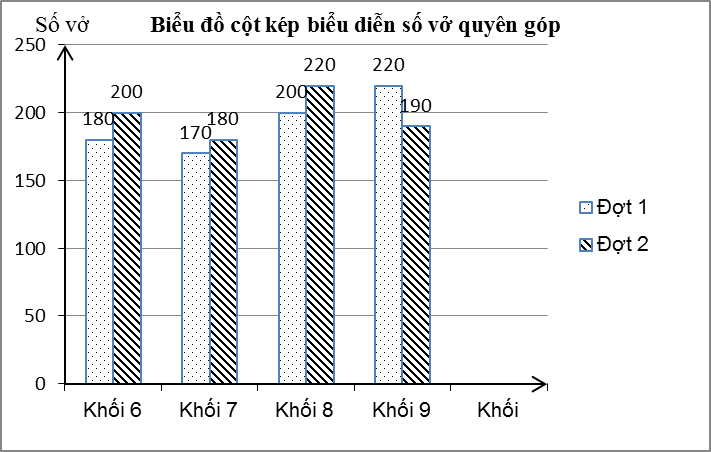 Số vở Biểu đồ cột kép biểu diễn số vở quyên góp
250
200
150
100
50
0
180 200
170 180
200 220
220 190
Khối 6 Khối 7 Khối 8 Khối 9 Khối
Đợt 1
Đợt 2